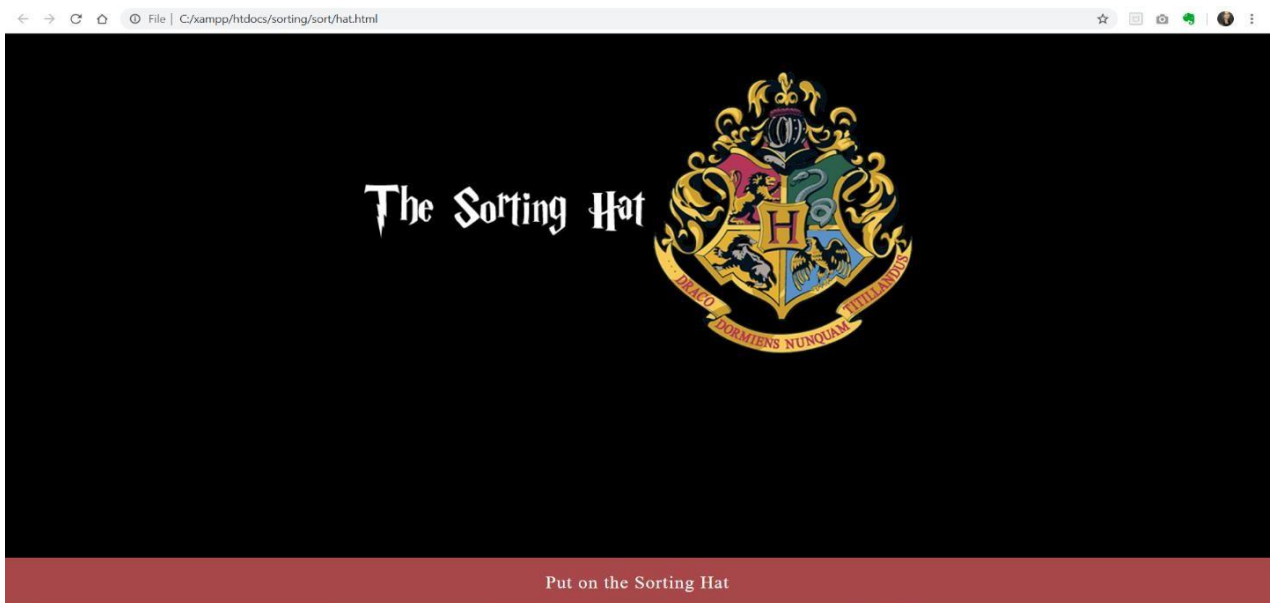 File | C:/xampp/htdocs/sorting/sort/hat.html
The Sorting Hat
H
DRACO
DORMIENS NUNQUAM
TITILLANDUS
Put on the Sorting Hat